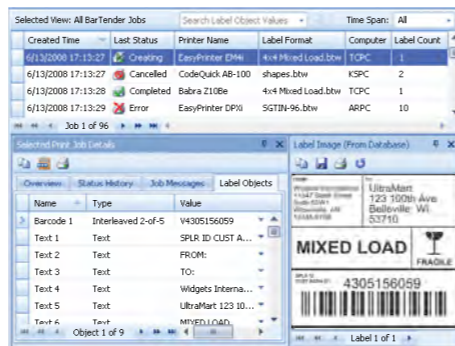 Selected View: All BarTender Jobs Search Label Object Values Time Span: All
Created Time Last Status Printer Name Label Format Computer Label Count
6/13/2008 17:13:27 Creating EasyPrinter EM4i 4x4 Mixed Load.btw TCPC 1
6/13/2008 17:13:27 Cancelled CodeQuick AB-100 shapes.btw KSPC 2
6/13/2008 17:13:28 Completed Babra Z10Be 4x4 Mixed Load.btw TCPC 1
6/13/2008 17:13:29 Error EasyPrinter DPXi SGTIN-96.btw ARPC 10
Job 1 of 96
Selected Print Job Details
Overview Status History Job Messages Label Objects
Name Type Value
Barcode 1 Interleaved 2-of-5 V4305156059
Text 1 Text SPLR ID CUST A...
Text 2 Text FROM:
Text 3 Text TO:
Text 4 Text Widgets Interna...
Text 5 Text UltraMart 123 10...
Text 6 Text MIXED LOAD
Object 1 of 9
Label Image (From Database)
UltraMart
123 100th Ave
Belleville WI
53710
MIXED LOAD
FRAGILE
4305156059
Label 1 of 1